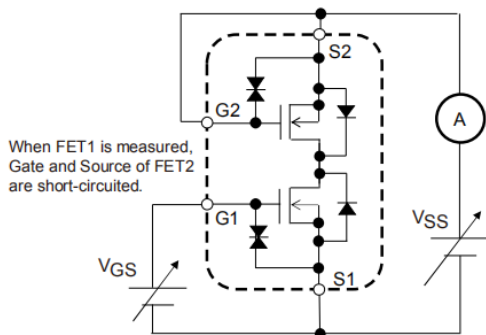 S2
G2
A
When FET1 is measured,
Gate and Source of FET2
are short-circuited.
G1
VSS
VGS
S1